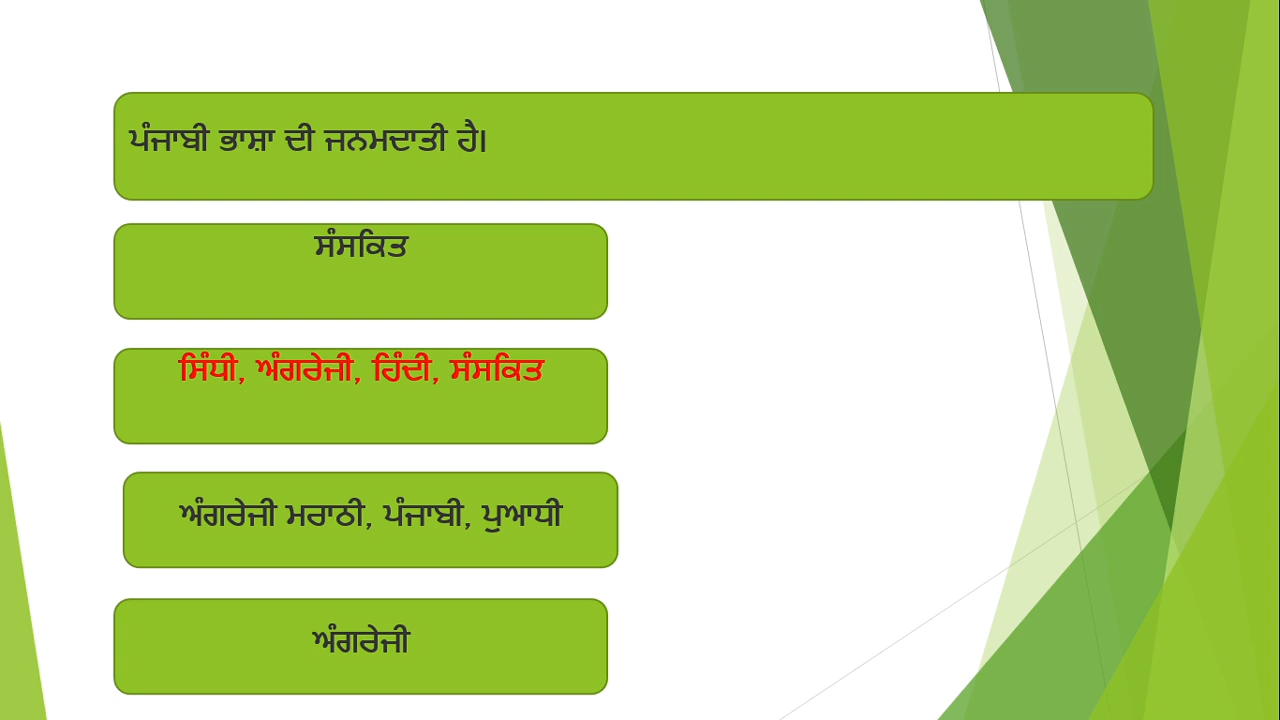 ਪੰਜਾਬੀ ਭਾਸ਼ਾ ਦੀ ਜਨਮਦਾਤੀ ਹੈ।
ਸੰਸਕਿਤ
ਸਿੰਧੀ, ਅੰਗਰੇਜੀ, ਹਿੰਦੀ, ਸੰਸਕਿਤ
ਅੰਗਰੇਜੀ ਮਰਾਠੀ, ਪੰਜਾਬੀ, ਪੁਆਧੀ
ਅੰਗਰੇਜੀ